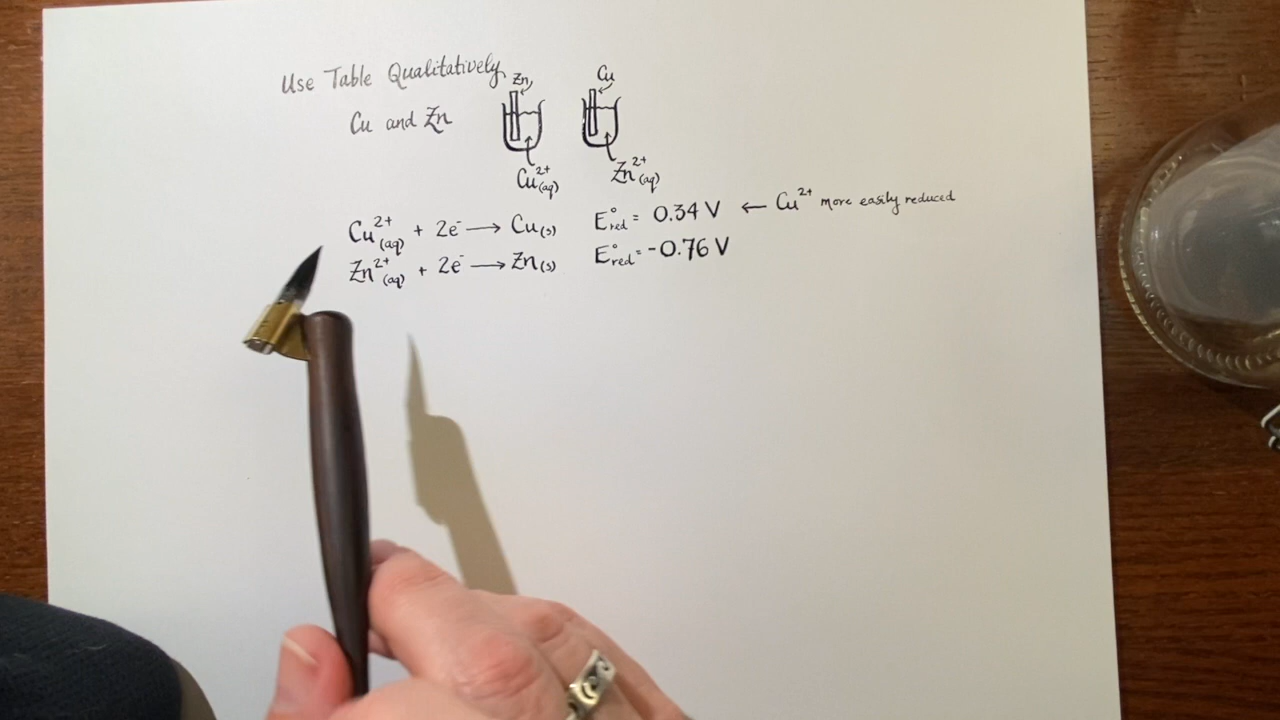 Use Table Qualitatively
Zn
Cu
Cu and Zn
Cu²⁺(aq)
Zn²⁺(aq)
Cu²⁺(aq) + 2e⁻ → Cu(s) E°red = 0.34 V ← Cu²⁺ more easily reduced
Zn²⁺(aq) + 2e⁻ → Zn(s) E°red = -0.76 V